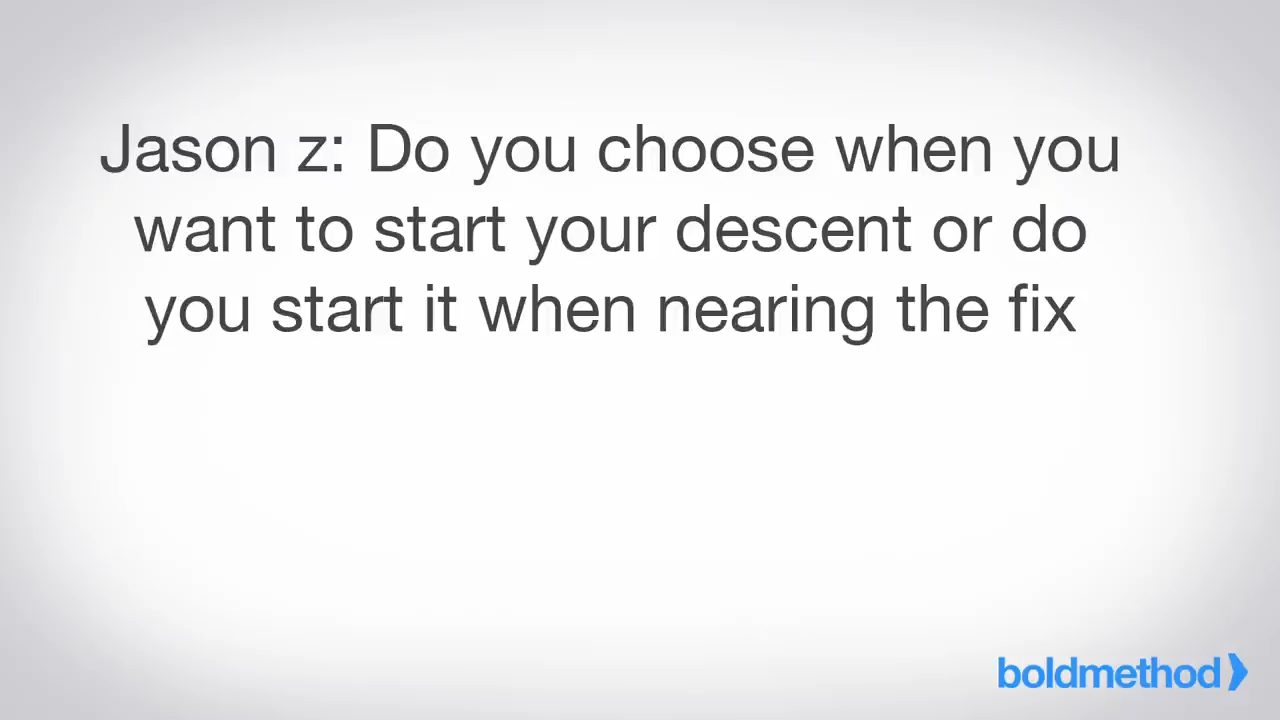 Jason z: Do you choose when you
want to start your descent or do
you start it when nearing the fix
boldmethod